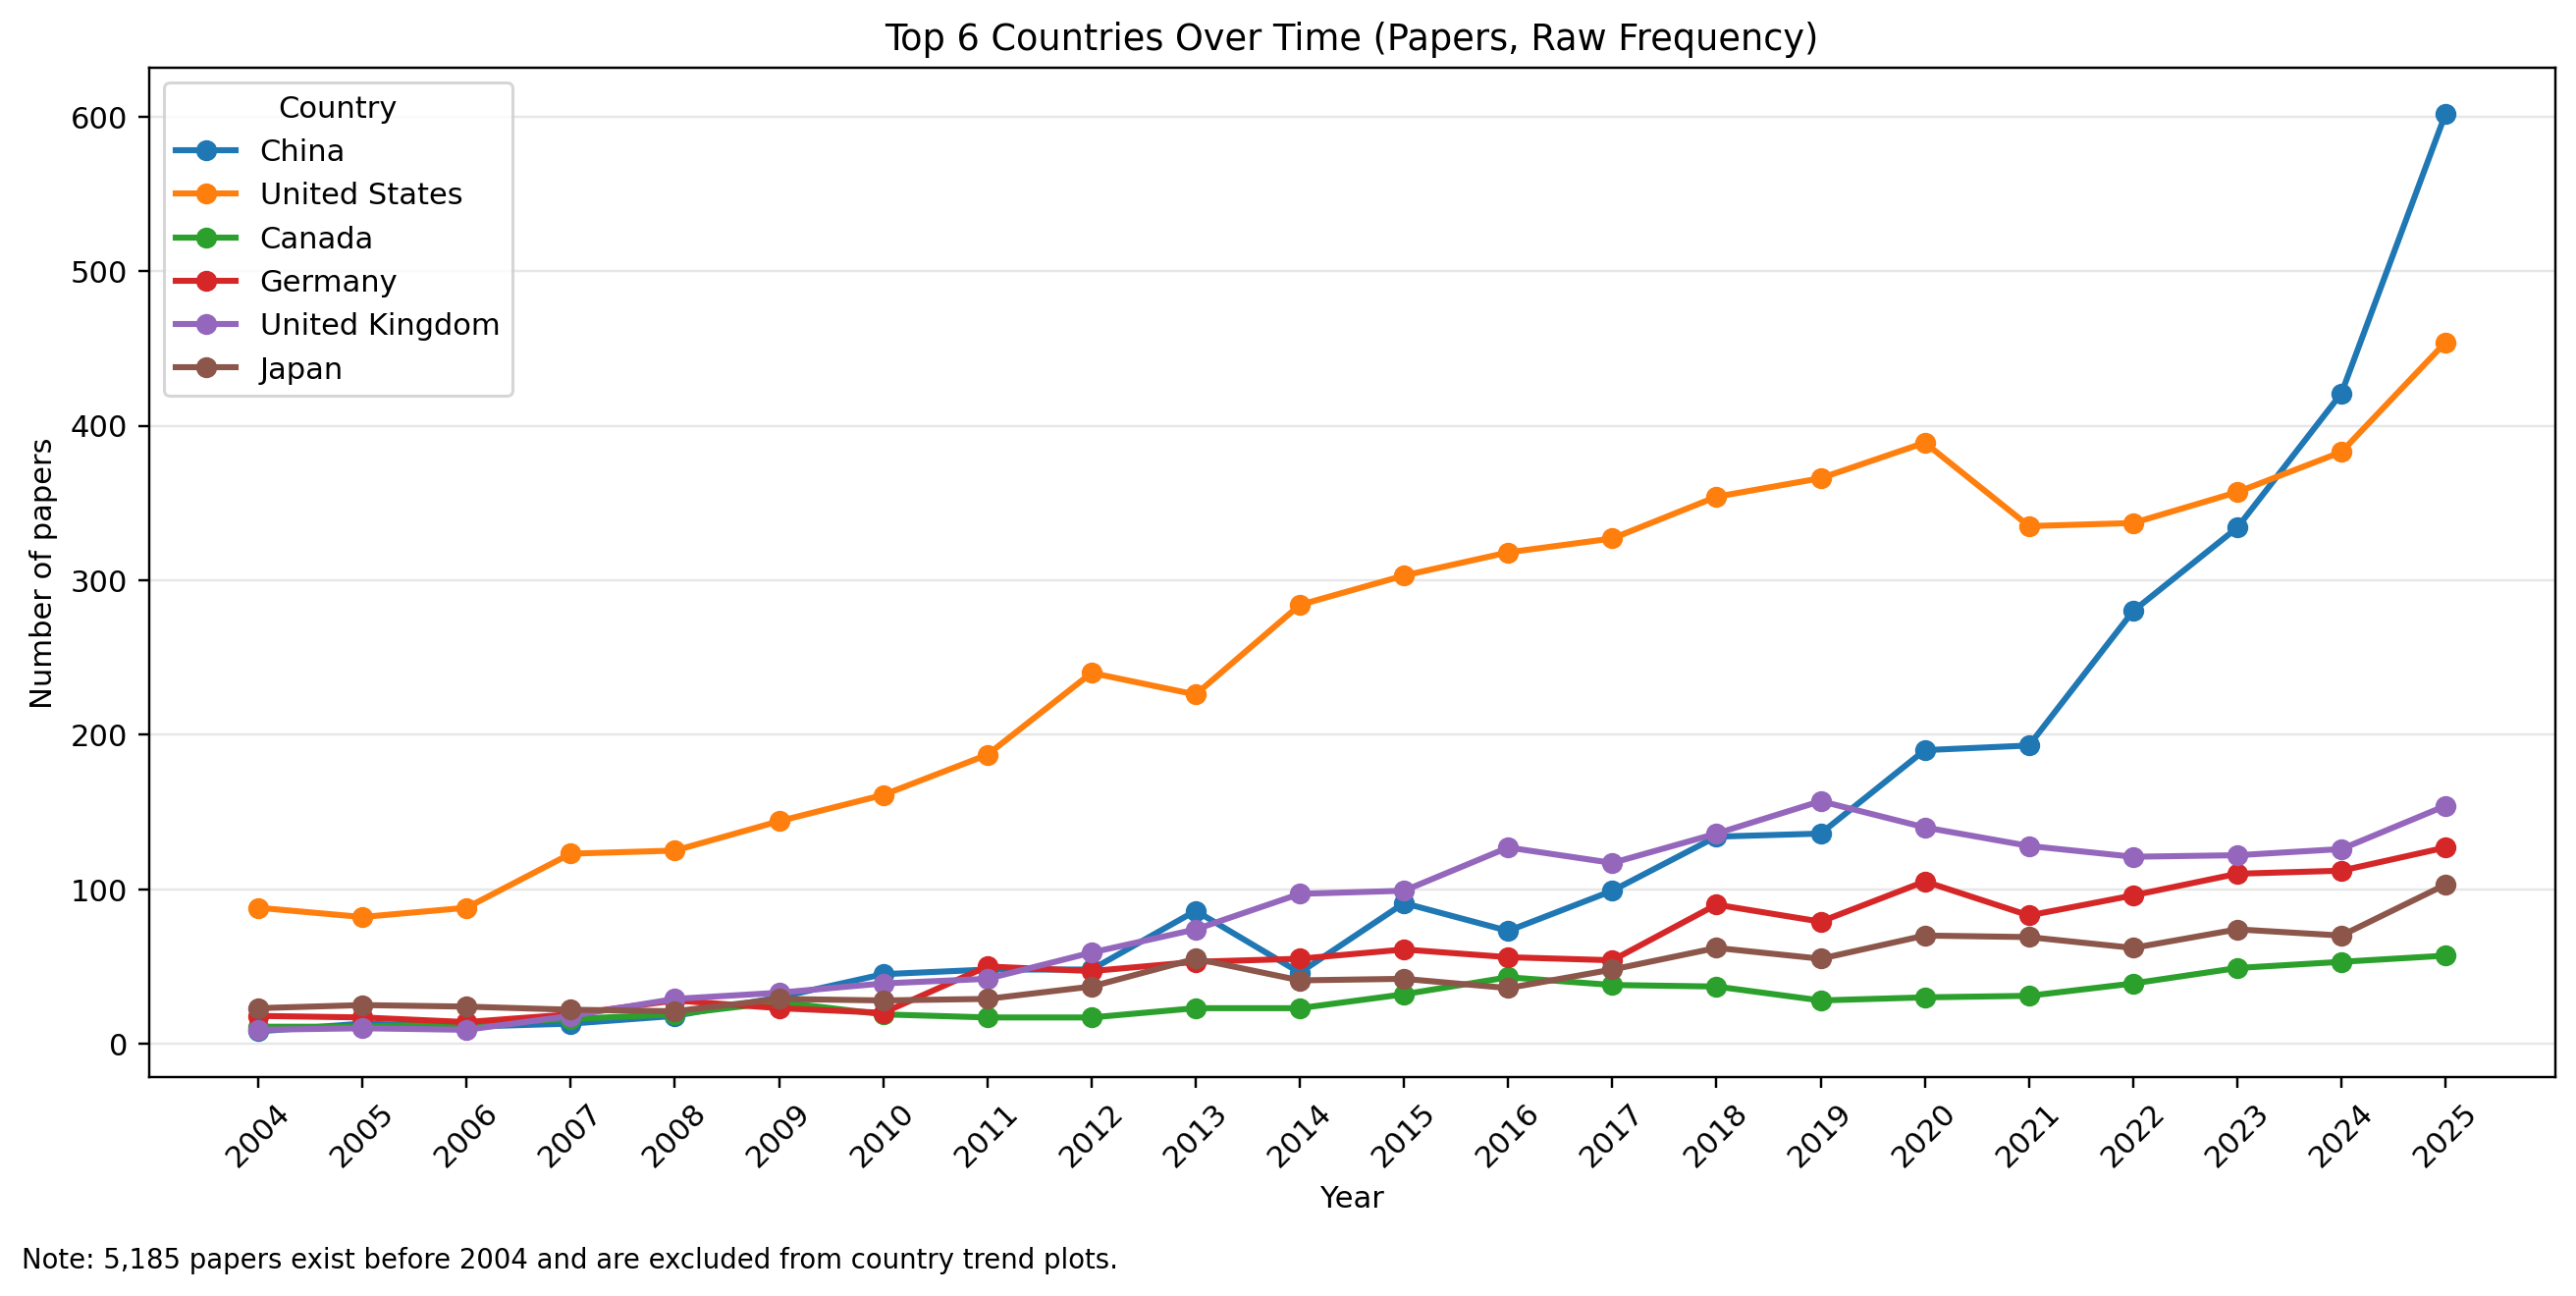 Top 6 Countries Over Time (Papers, Raw Frequency)
Country
China
United States
Canada
Germany
United Kingdom
Japan
Number of papers
600
500
400
300
200
100
0
2004
2005
2006
2007
2008
2009
2010
2011
2012
2013
2014
2015
2016
2017
2018
2019
2020
2021
2022
2023
2024
2025
Year
Note: 5,185 papers exist before 2004 and are excluded from country trend plots.